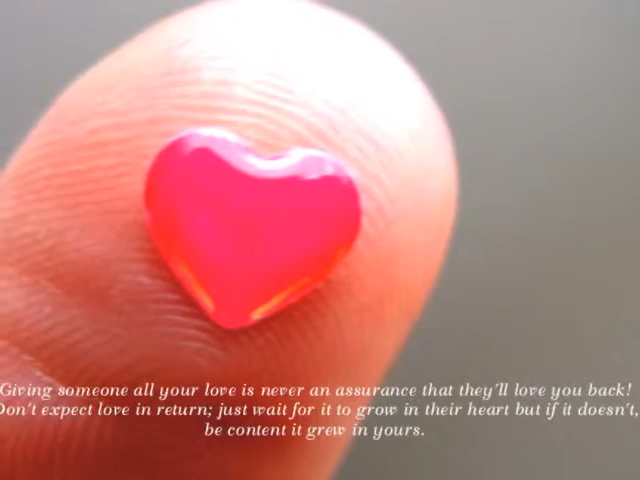 Giving someone all your love is never an assurance that they'll love you back!
Don't expect love in return; just wait for it to grow in their heart but if it doesn't,
be content it grew in yours.